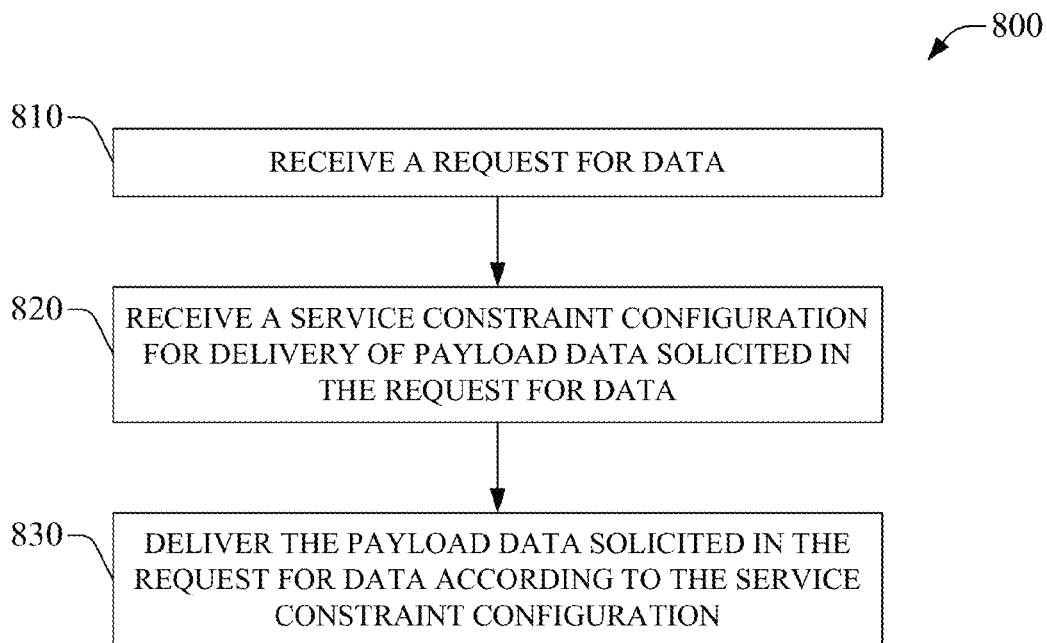 800
810
RECEIVE A REQUEST FOR DATA
820
RECEIVE A SERVICE CONSTRAINT CONFIGURATION
FOR DELIVERY OF PAYLOAD DATA SOLICITED IN
THE REQUEST FOR DATA
830
DELIVER THE PAYLOAD DATA SOLICITED IN THE
REQUEST FOR DATA ACCORDING TO THE SERVICE
CONSTRAINT CONFIGURATION